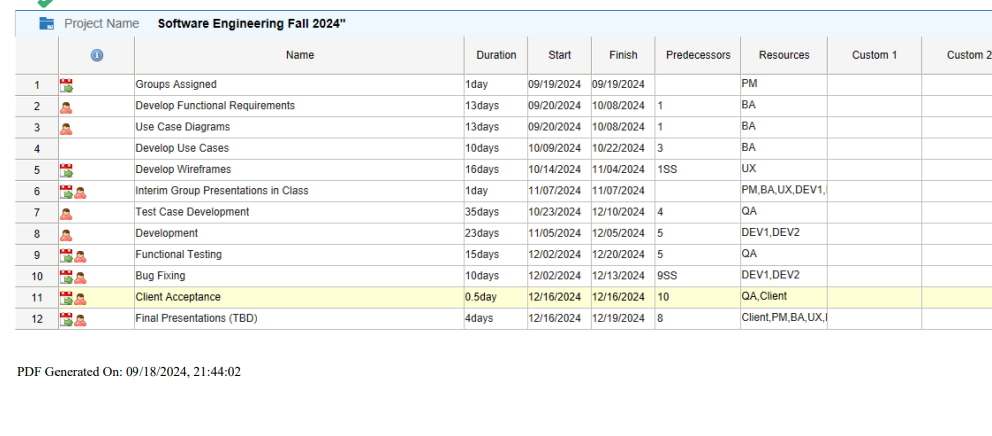 Project Name Software Engineering Fall 2024"
Name Duration Start Finish Predecessors Resources Custom 1 Custom 2
1 Groups Assigned 1day 09/19/2024 09/19/2024 PM
2 Develop Functional Requirements 13days 09/20/2024 10/08/2024 1 BA
3 Use Case Diagrams 13days 09/20/2024 10/08/2024 1 BA
4 Develop Use Cases 10days 10/09/2024 10/22/2024 3 BA
5 Develop Wireframes 16days 10/14/2024 11/04/2024 1SS UX
6 Interim Group Presentations in Class 1day 11/07/2024 11/07/2024 PM,BA,UX,DEV1,
7 Test Case Development 35days 10/23/2024 12/10/2024 4 QA
8 Development 23days 11/05/2024 12/05/2024 5 DEV1,DEV2
9 Functional Testing 15days 12/02/2024 12/20/2024 5 QA
10 Bug Fixing 10days 12/02/2024 12/13/2024 9SS DEV1,DEV2
11 Client Acceptance 0.5day 12/16/2024 12/16/2024 10 QA,Client
12 Final Presentations (TBD) 4days 12/16/2024 12/19/2024 8 Client,PM,BA,UX,
PDF Generated On: 09/18/2024, 21:44:02